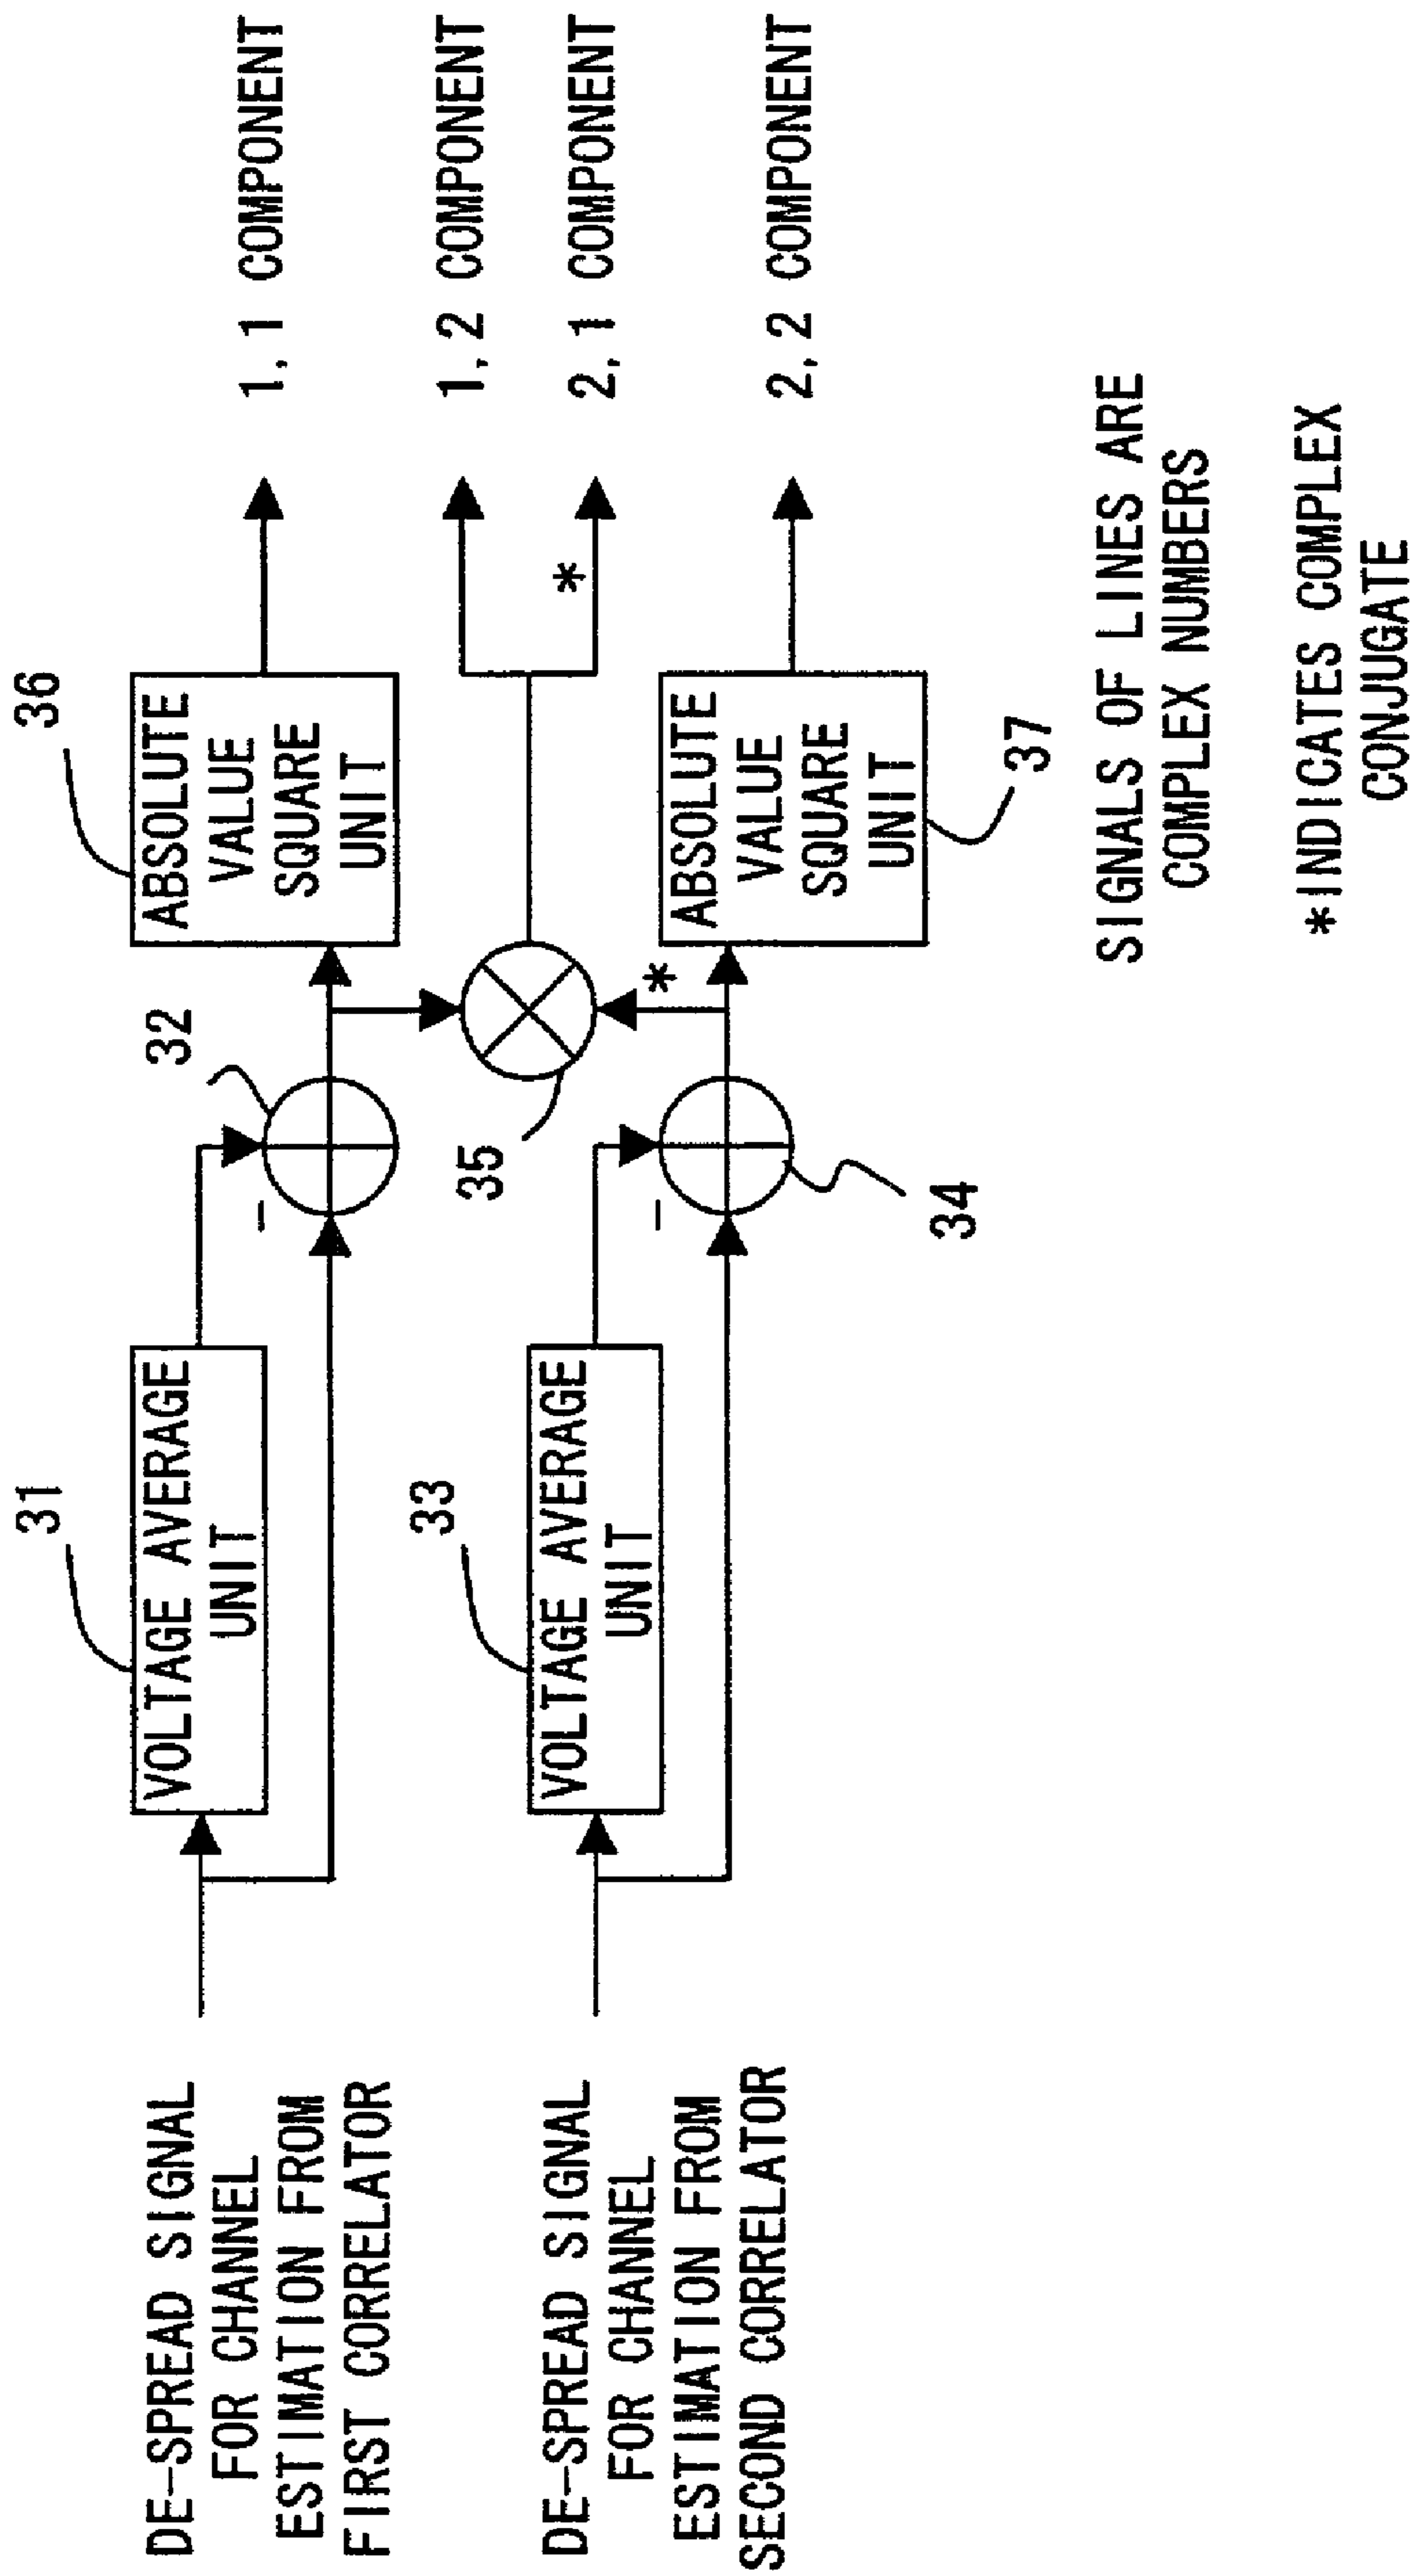 DE-SPREAD SIGNAL
FOR CHANNEL
ESTIMATION FROM
FIRST CORRELATOR
31
VOLTAGE AVERAGE
UNIT
-
32
36
ABSOLUTE
VALUE
SQUARE
UNIT
1,1 COMPONENT
35
*
1,2 COMPONENT
*
2,1 COMPONENT
DE-SPREAD SIGNAL
FOR CHANNEL
ESTIMATION FROM
SECOND CORRELATOR
33
VOLTAGE AVERAGE
UNIT
-
34
ABSOLUTE
VALUE
SQUARE
UNIT
37
2,2 COMPONENT
SIGNALS OF LINES ARE
COMPLEX NUMBERS
*INDICATES COMPLEX
CONJUGATE